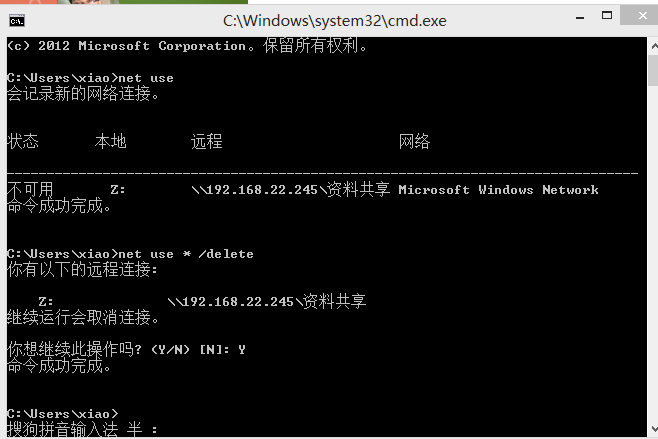 C:\Windows\system32\cmd.exe
(c) 2012 Microsoft Corporation。保留所有权利。
C:\Users\xiao>net use
会记录新的网络连接。
状态 本地 远程 网络
不可用 Z: \\192.168.22.245\资料共享 Microsoft Windows Network
命令成功完成。
C:\Users\xiao>net use * /delete
你有以下的远程连接:
Z: \\192.168.22.245\资料共享
继续运行会取消连接。
你想继续此操作吗? (Y/N) [N]: Y
命令成功完成。
C:\Users\xiao>
搜狗拼音输入法 半 :